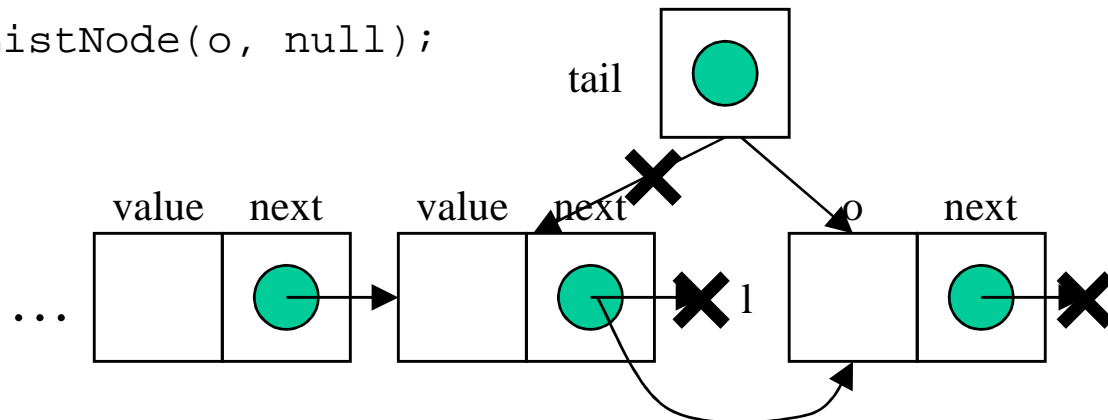 istNode(o, null);
tail
value next value next o next
... l